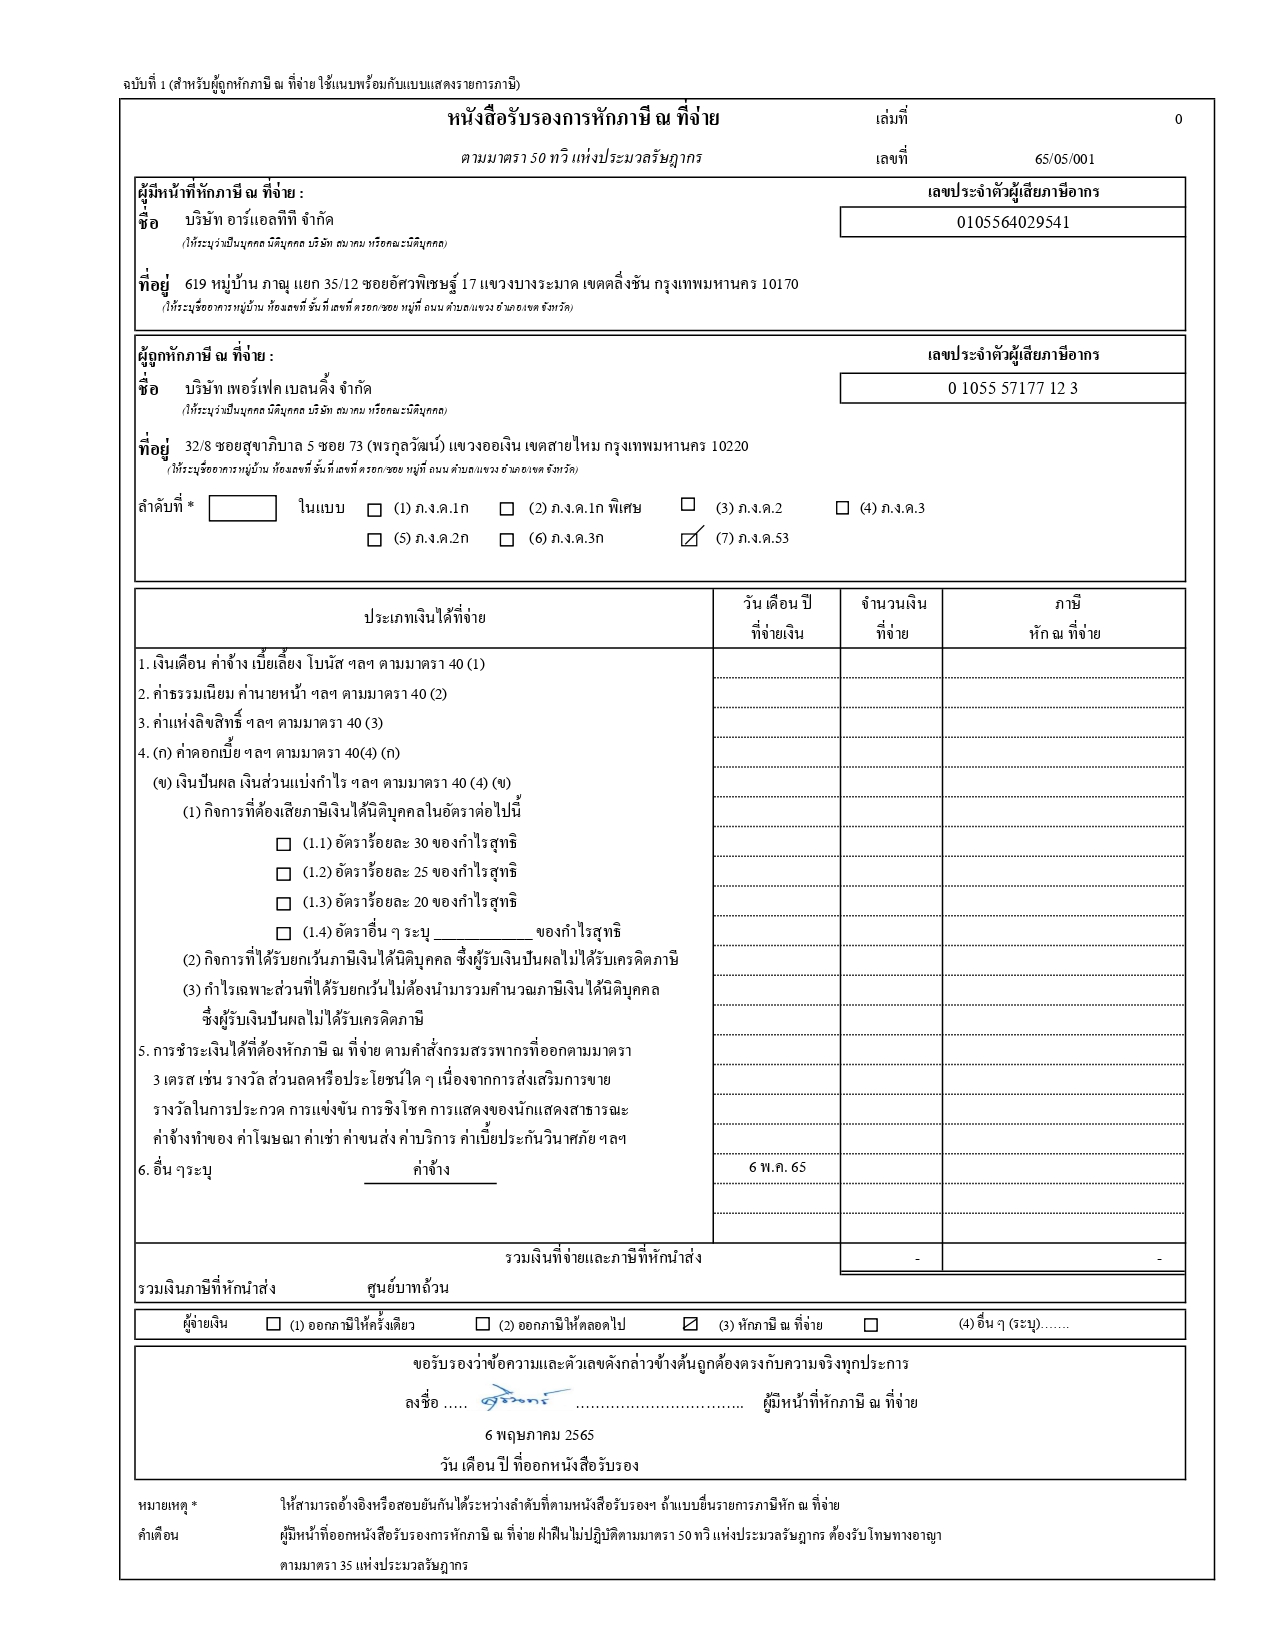 ฉบับที่ 1 (สำหรับผู้ถูกหักภาษี ณ ที่จ่าย ใช้แนบพร้อมกับแบบแสดงรายการภาษี)
หนังสือรับรองการหักภาษี ณ ที่จ่าย เล่มที่ 0
ตามมาตรา 50 ทวิ แห่งประมวลรัษฎากร เลขที่ 65/05/001
ผู้มีหน้าที่หักภาษี ณ ที่จ่าย : เลขประจำตัวผู้เสียภาษีอากร
ชื่อ บริษัท อาร์แอลทีที จำกัด 0105564029541
(ให้ระบุว่าเป็นบุคคล นิติบุคคล บริษัท สมาคม หรือคณะนิติบุคคล)
ที่อยู่ 619 หมู่บ้าน ภาณุ แยก 35/12 ซอยอัศวพิเชษฐ์ 17 แขวงบางระมาด เขตตลิ่งชัน กรุงเทพมหานคร 10170
(ให้ระบุชื่ออาคารหมู่บ้าน ห้องเลขที่ ชั้นที่ เลขที่ ตรอก/ซอย หมู่ที่ ถนน ตำบล/แขวง อำเภอ/เขต จังหวัด)
ผู้ถูกหักภาษี ณ ที่จ่าย : เลขประจำตัวผู้เสียภาษีอากร
ชื่อ บริษัท เพอร์เฟค เบลนดิ้ง จำกัด 0 1055 57177 12 3
(ให้ระบุว่าเป็นบุคคล นิติบุคคล บริษัท สมาคม หรือคณะนิติบุคคล)
ที่อยู่ 32/8 ซอยสุขาภิบาล 5 ซอย 73 (พรกุลวัฒน์) แขวงออเงิน เขตสายไหม กรุงเทพมหานคร 10220
(ให้ระบุชื่ออาคารหมู่บ้าน ห้องเลขที่ ชั้นที่ เลขที่ ตรอก/ซอย หมู่ที่ ถนน ตำบล/แขวง อำเภอ/เขต จังหวัด)
ลำดับที่ * ในแบบ (1) ภ.ง.ด.1ก (2) ภ.ง.ด.1ก พิเศษ (3) ภ.ง.ด.2 (4) ภ.ง.ด.3
(5) ภ.ง.ด.2ก (6) ภ.ง.ด.3ก (7) ภ.ง.ด.53
ประเภทเงินได้ที่จ่าย วัน เดือน ปี ที่จ่ายเงิน จำนวนเงิน ที่จ่าย ภาษี หัก ณ ที่จ่าย
1. เงินเดือน ค่าจ้าง เบี้ยเลี้ยง โบนัส ฯลฯ ตามมาตรา 40 (1)
2. ค่าธรรมเนียม ค่านายหน้า ฯลฯ ตามมาตรา 40 (2)
3. ค่าแห่งลิขสิทธิ์ ฯลฯ ตามมาตรา 40 (3)
4. (ก) ค่าดอกเบี้ย ฯลฯ ตามมาตรา 40(4) (ก)
(ข) เงินปันผล เงินส่วนแบ่งกำไร ฯลฯ ตามมาตรา 40 (4) (ข)
(1) กิจการที่ต้องเสียภาษีเงินได้นิติบุคคลในอัตราต่อไปนี้
(1.1) อัตราร้อยละ 30 ของกำไรสุทธิ
(1.2) อัตราร้อยละ 25 ของกำไรสุทธิ
(1.3) อัตราร้อยละ 20 ของกำไรสุทธิ
(1.4) อัตราอื่น ๆ ระบุ _____________ ของกำไรสุทธิ
(2) กิจการที่ได้รับยกเว้นภาษีเงินได้นิติบุคคล ซึ่งผู้รับเงินปันผลไม่ได้รับเครดิตภาษี
(3) กำไรเฉพาะส่วนที่ได้รับยกเว้นไม่ต้องนำมารวมคำนวณภาษีเงินได้นิติบุคคล
ซึ่งผู้รับเงินปันผลไม่ได้รับเครดิตภาษี
5. การชำระเงินได้ที่ต้องหักภาษี ณ ที่จ่าย ตามคำสั่งกรมสรรพากรที่ออกตามมาตรา
3 เตรส เช่น รางวัล ส่วนลดหรือประโยชน์ใด ๆ เนื่องจากการส่งเสริมการขาย
รางวัลในการประกวด การแข่งขัน การชิงโชค การแสดงของนักแสดงสาธารณะ
ค่าจ้างทำของ ค่าโฆษณา ค่าเช่า ค่าขนส่ง ค่าบริการ ค่าเบี้ยประกันวินาศภัย ฯลฯ
6. อื่น ๆระบุ ค่าจ้าง 6 พ.ค. 65
รวมเงินที่จ่ายและภาษีที่หักนำส่ง - -
รวมเงินภาษีที่หักนำส่ง ศูนย์บาทถ้วน
ผู้จ่ายเงิน (1) ออกภาษีให้ครั้งเดียว (2) ออกภาษีให้ตลอดไป (3) หักภาษี ณ ที่จ่าย (4) อื่น ๆ (ระบุ).......
ขอรับรองว่าข้อความและตัวเลขดังกล่าวข้างต้นถูกต้องตรงกับความจริงทุกประการ
ลงชื่อ ..... ................................. ผู้มีหน้าที่หักภาษี ณ ที่จ่าย
6 พฤษภาคม 2565
วัน เดือน ปี ที่ออกหนังสือรับรอง
หมายเหตุ * ให้สามารถอ้างอิงหรือสอบยันกันได้ระหว่างลำดับที่ตามหนังสือรับรองฯ ถ้าแบบยื่นรายการภาษีหัก ณ ที่จ่าย
คำเตือน ผู้มีหน้าที่ออกหนังสือรับรองการหักภาษี ณ ที่จ่าย ฝ่าฝืนไม่ปฏิบัติตามมาตรา 50 ทวิ แห่งประมวลรัษฎากร ต้องรับโทษทางอาญา
ตามมาตรา 35 แห่งประมวลรัษฎากร